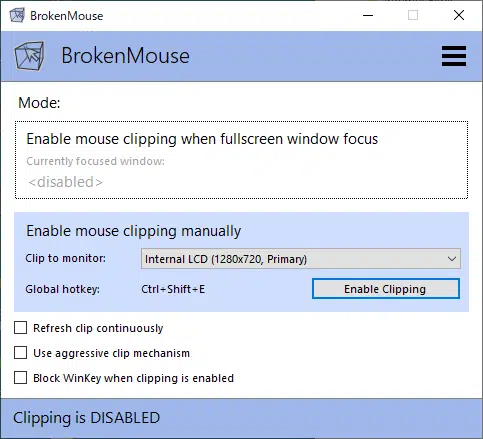 BrokenMouse
BrokenMouse
Mode:
Enable mouse clipping when fullscreen window focus
Currently focused window:
<disabled>
Enable mouse clipping manually
Clip to monitor: Internal LCD (1280x720, Primary)
Global hotkey: Ctrl+Shift+E Enable Clipping
Refresh clip continuously
Use aggressive clip mechanism
Block WinKey when clipping is enabled
Clipping is DISABLED